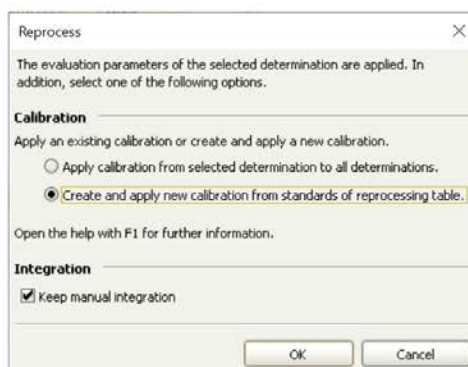 Reprocess
The evaluation parameters of the selected determination are applied. In
addition, select one of the following options.
Calibration
Apply an existing calibration or create and apply a new calibration.
Apply calibration from selected determination to all determinations.
Create and apply new calibration from standards of reprocessing table.
Open the help with F1 for further information.
Integration
Keep manual integration
OK Cancel